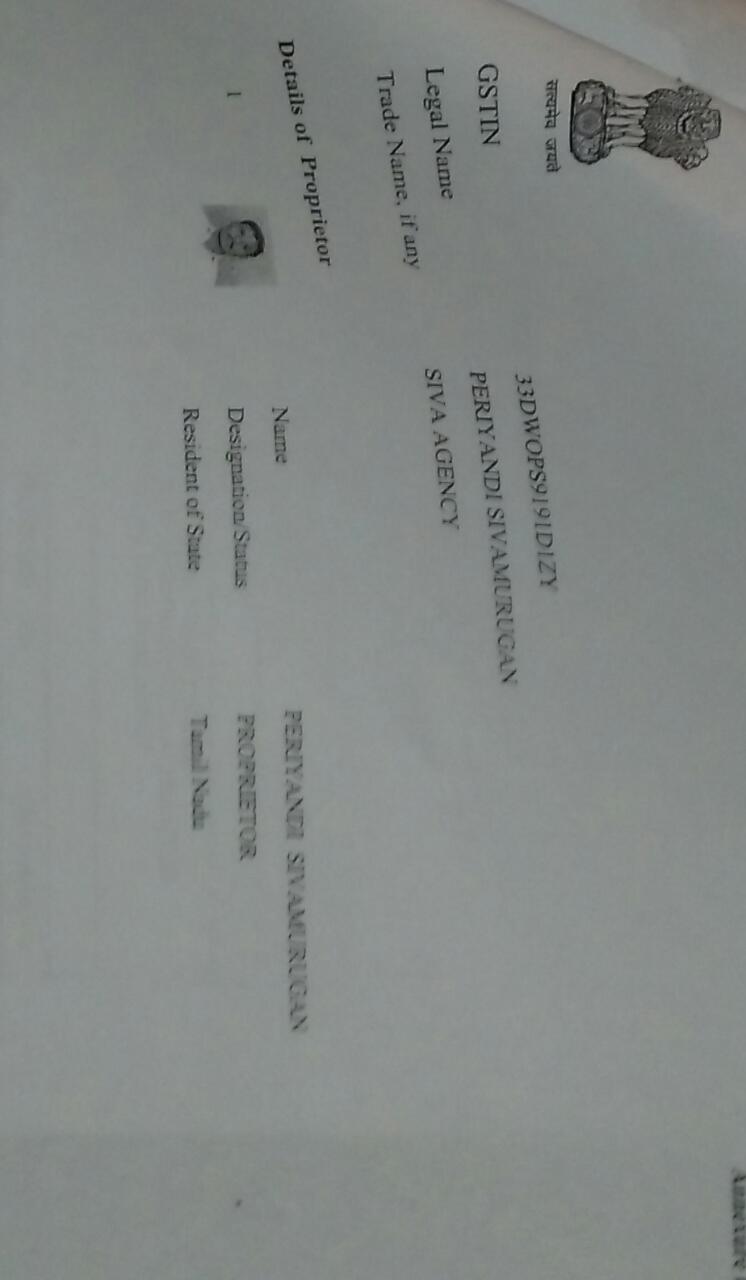 Annexure
सत्यमेव जयते
GSTIN 33DWOPS9191D1ZY
Legal Name PERIYANDI SIVAMURUGAN
Trade Name, if any SIVA AGENCY
Details of Proprietor
1
Name PERIYANDI SIVAMURUGAN
Designation/Status PROPRIETOR
Resident of State Tamil Nadu